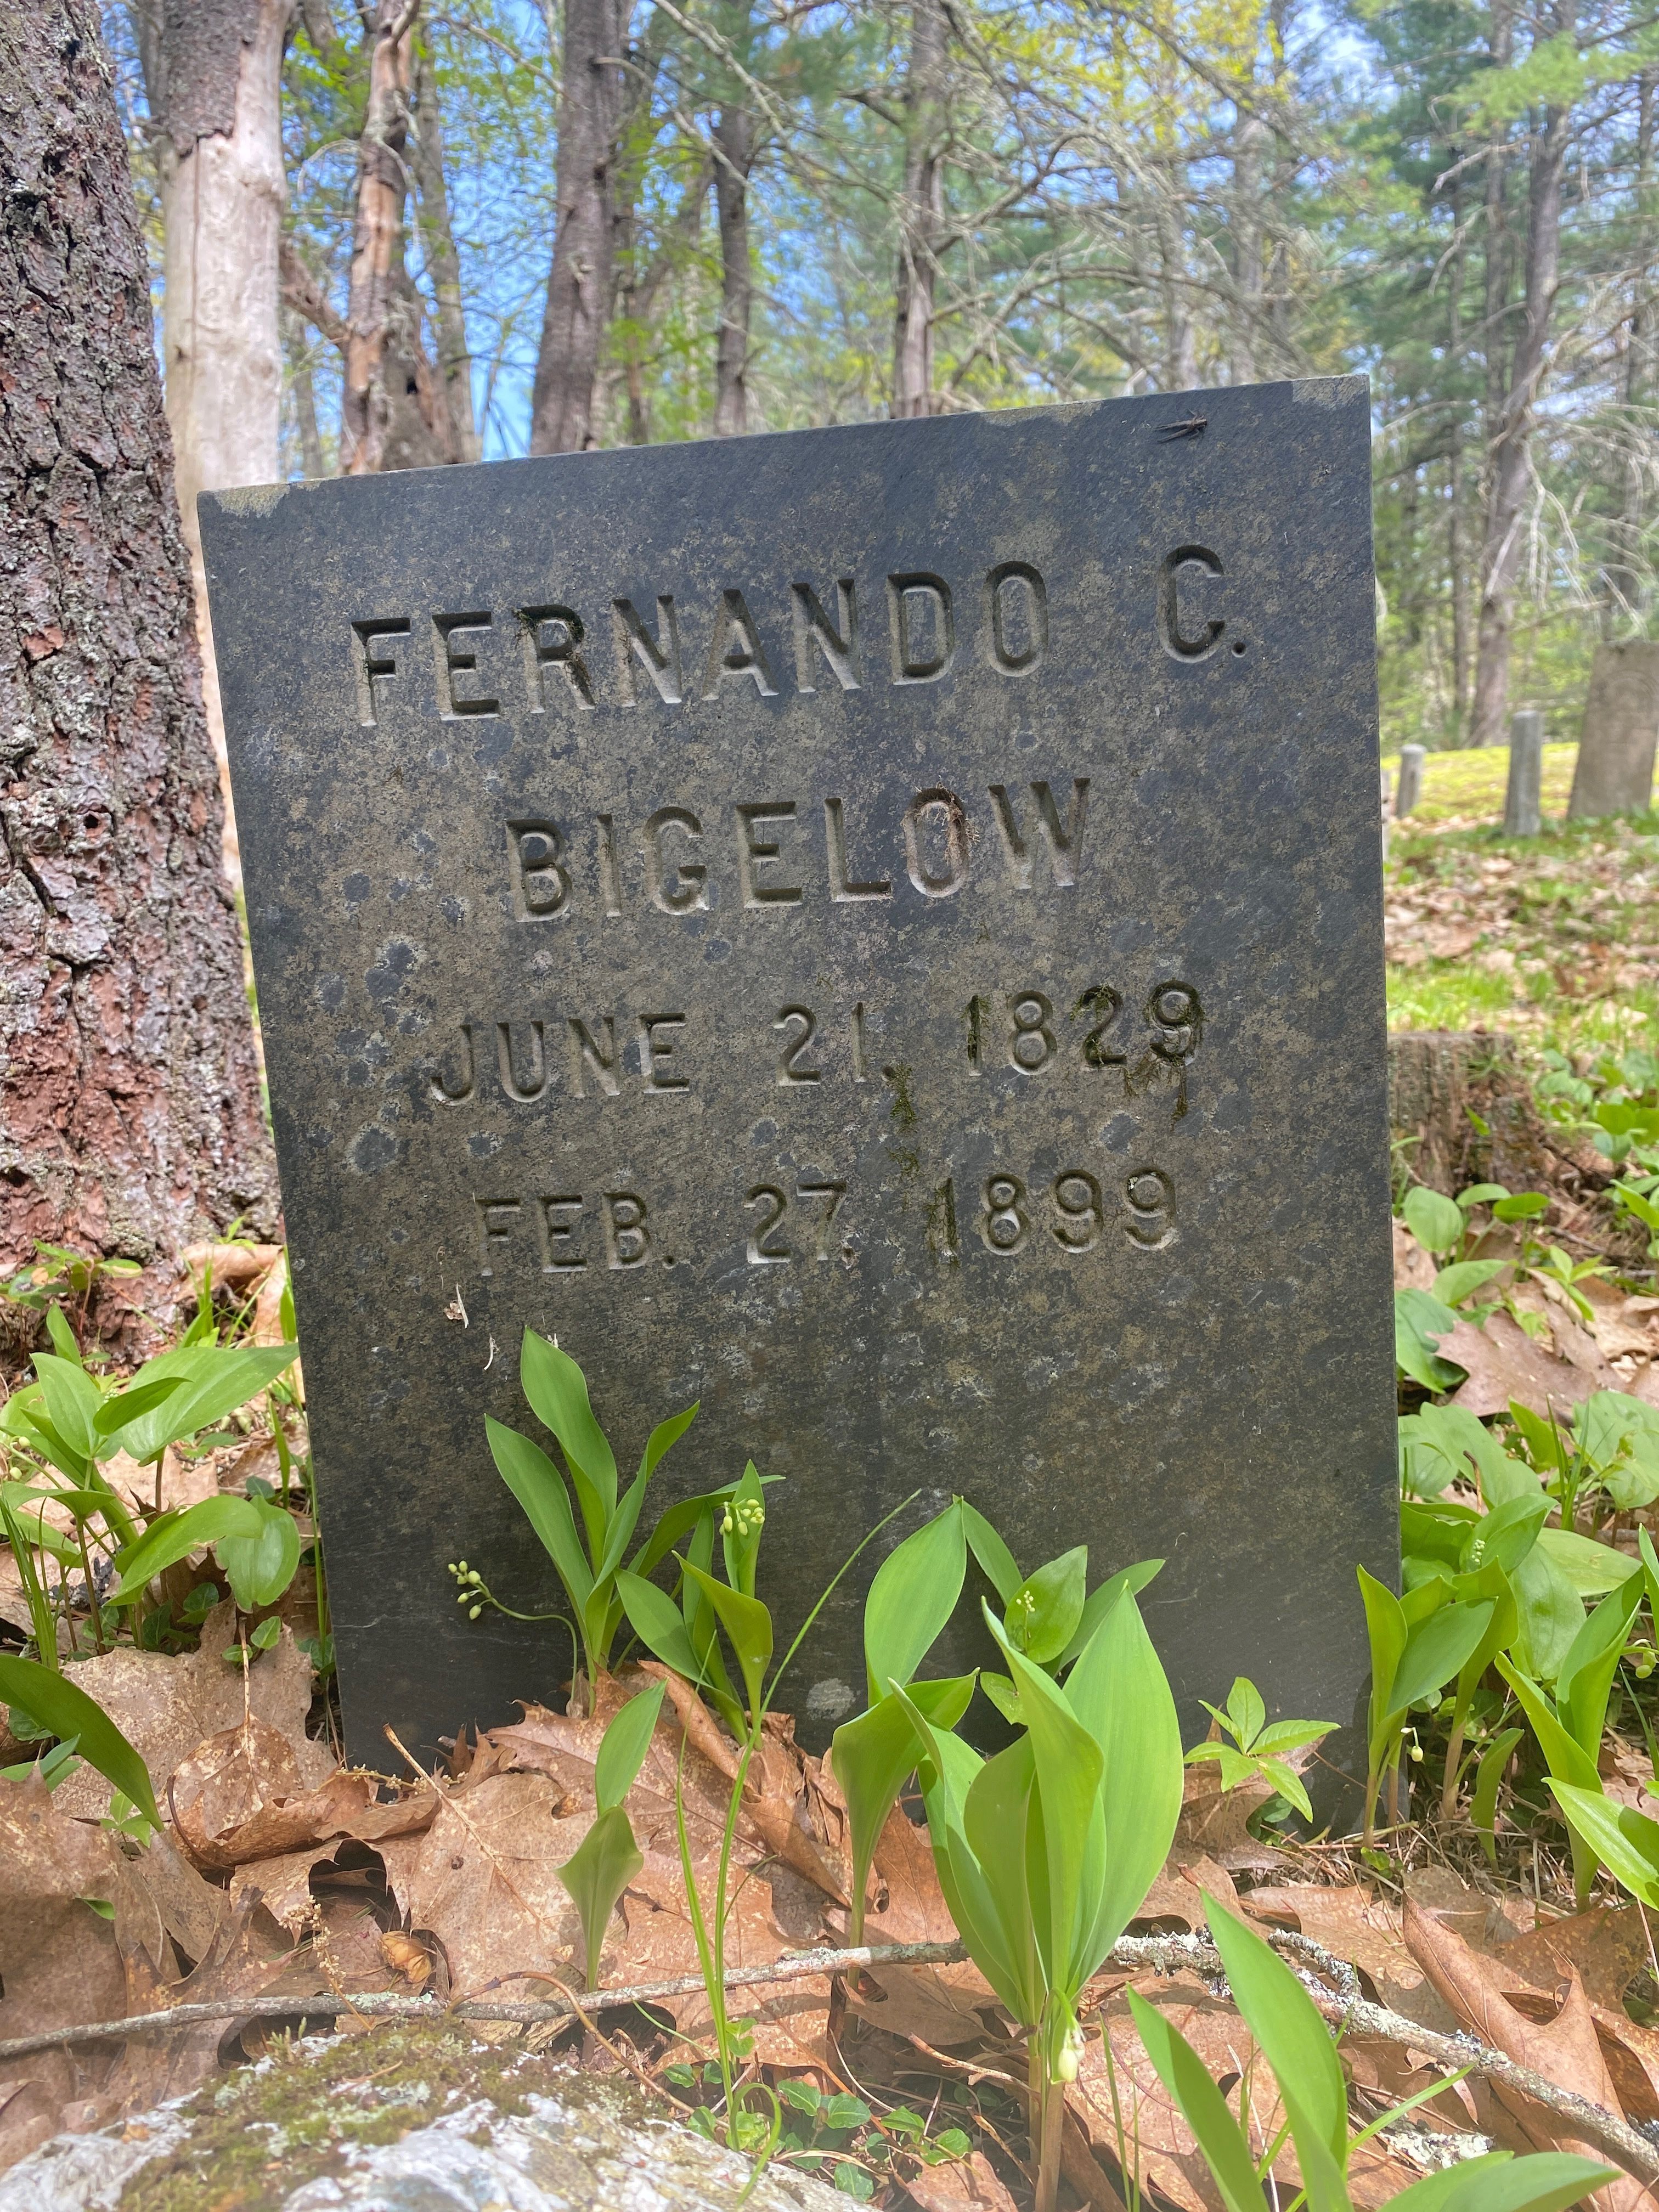 FERNANDO C.
BIGELOW
JUNE 21, 1829
FEB. 27, 1899